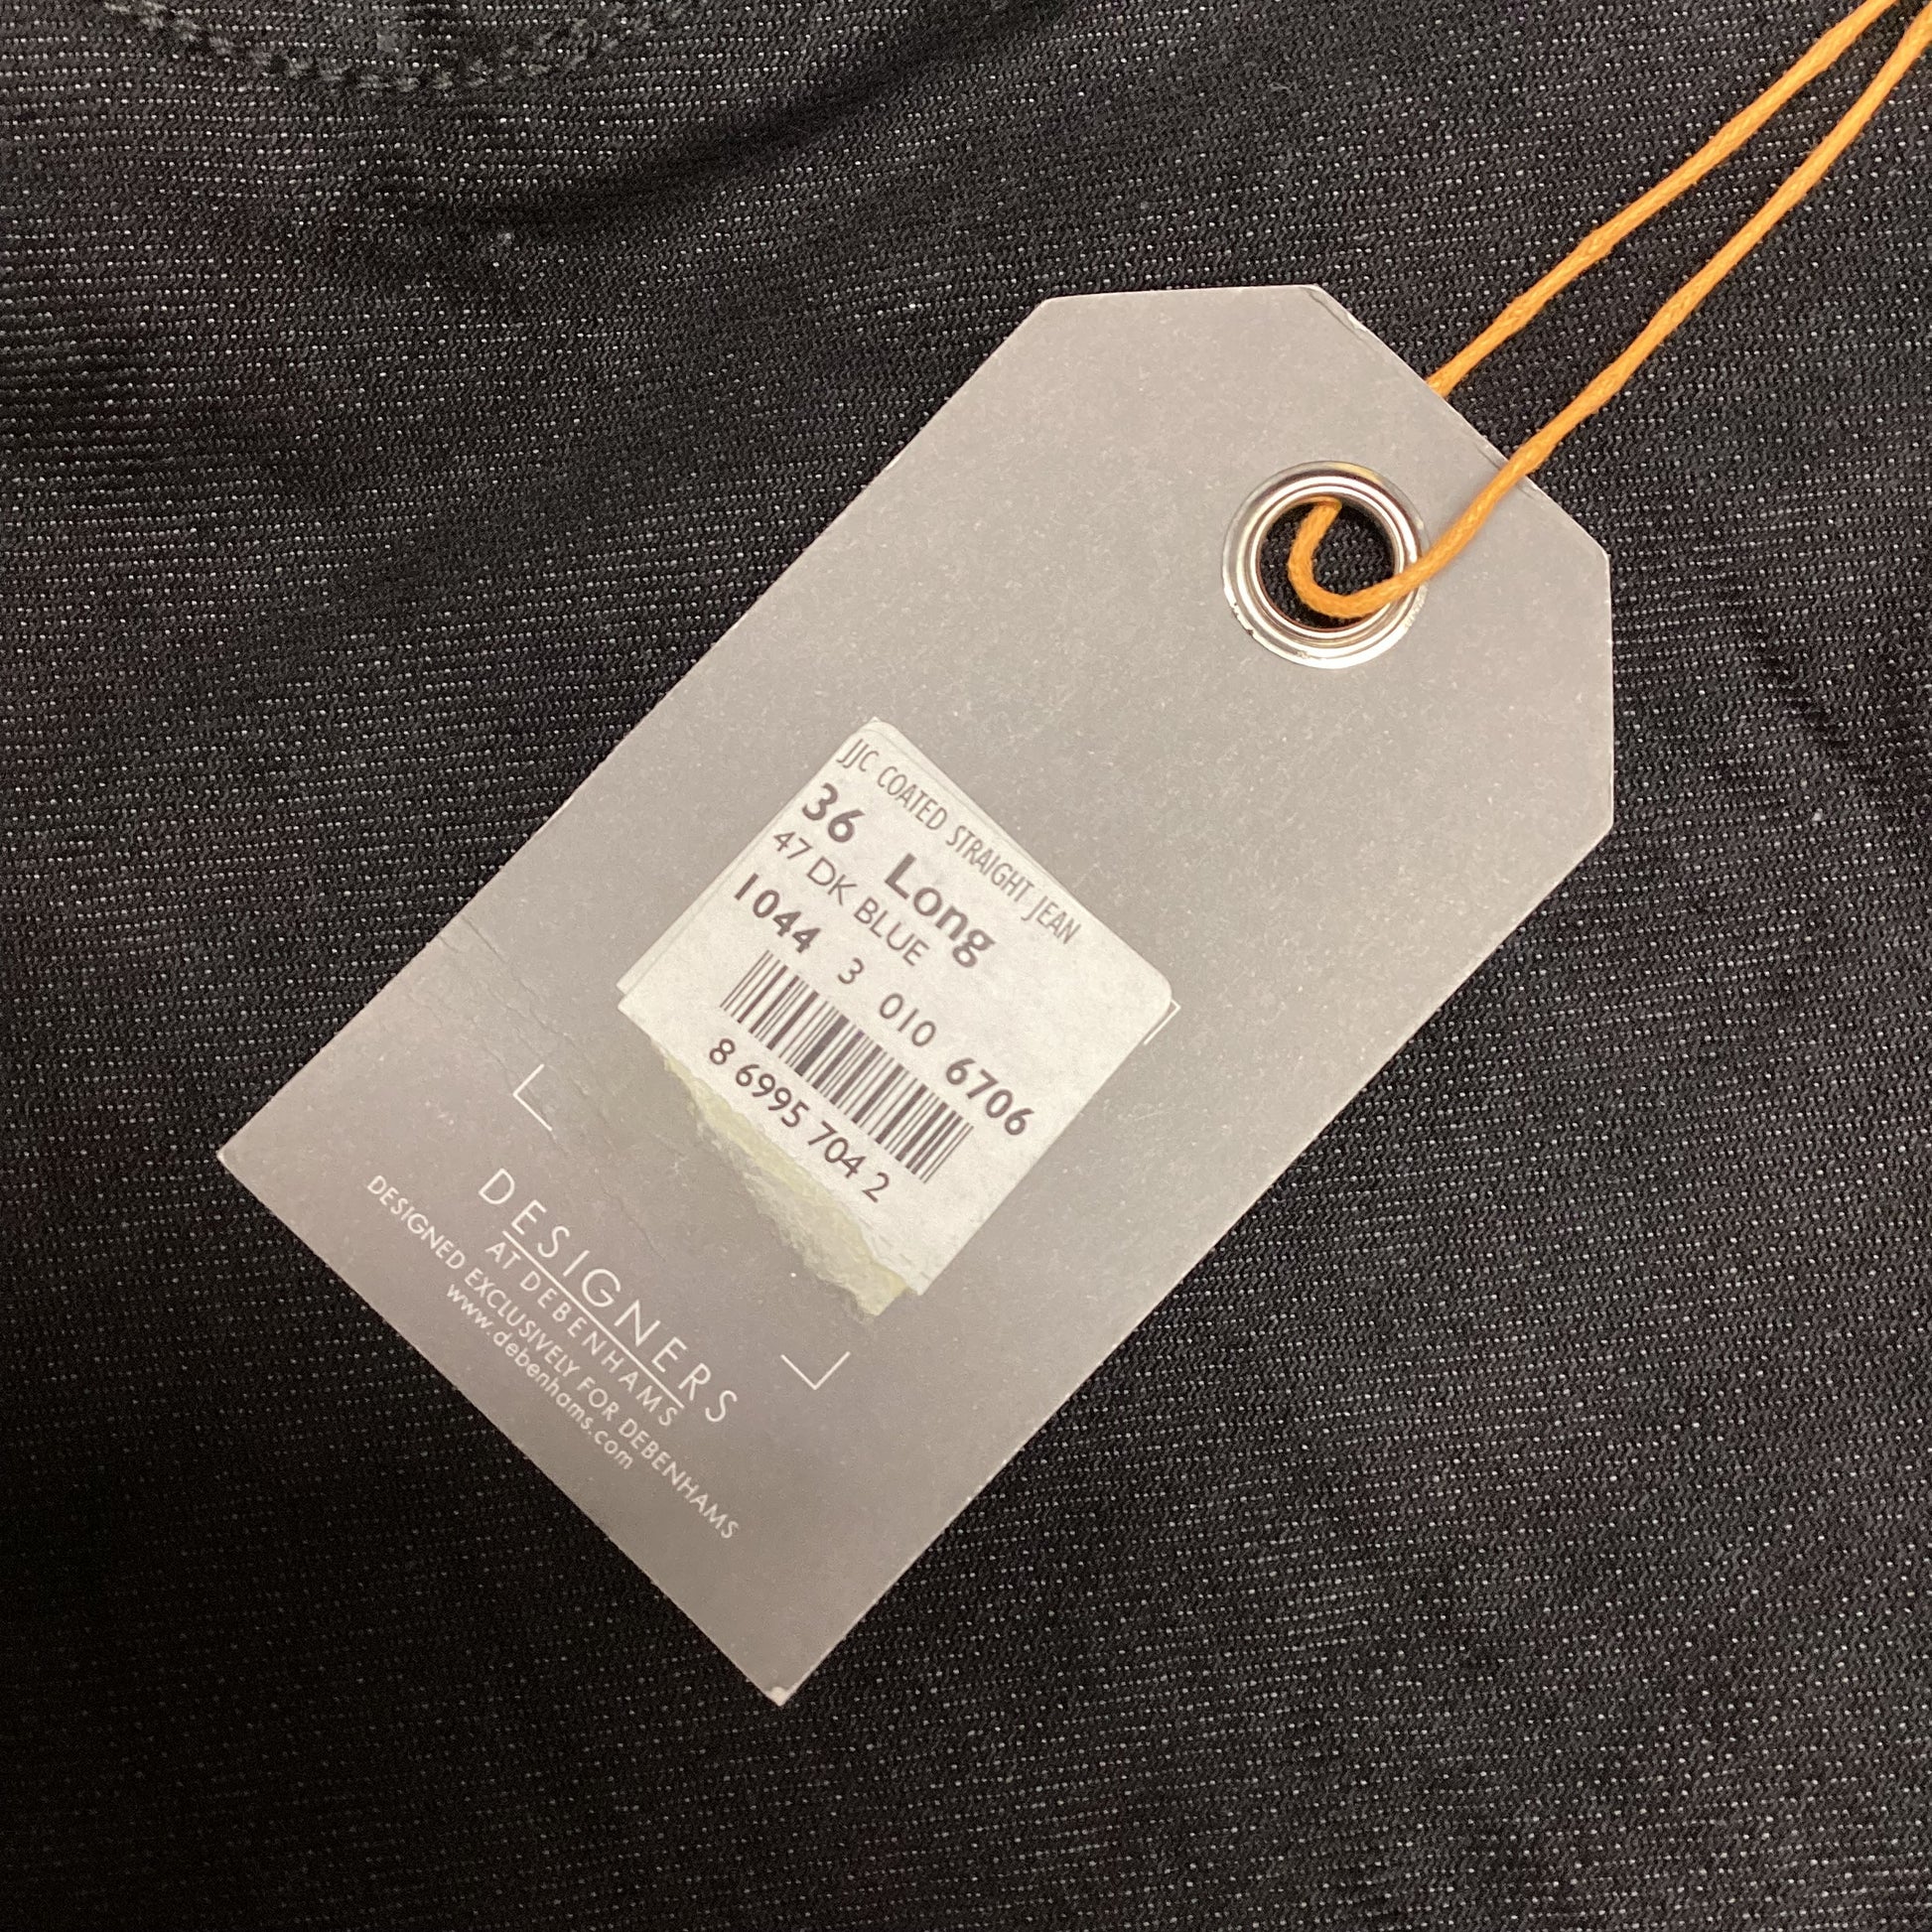 JJC COATED STRAIGHT JEAN
36 Long
47 DK BLUE
1044 3 010 6706
8 6995 704 2
DESIGNERS
AT DEBENHAMS
DESIGNED EXCLUSIVELY FOR DEBENHAMS
www.debenhams.com